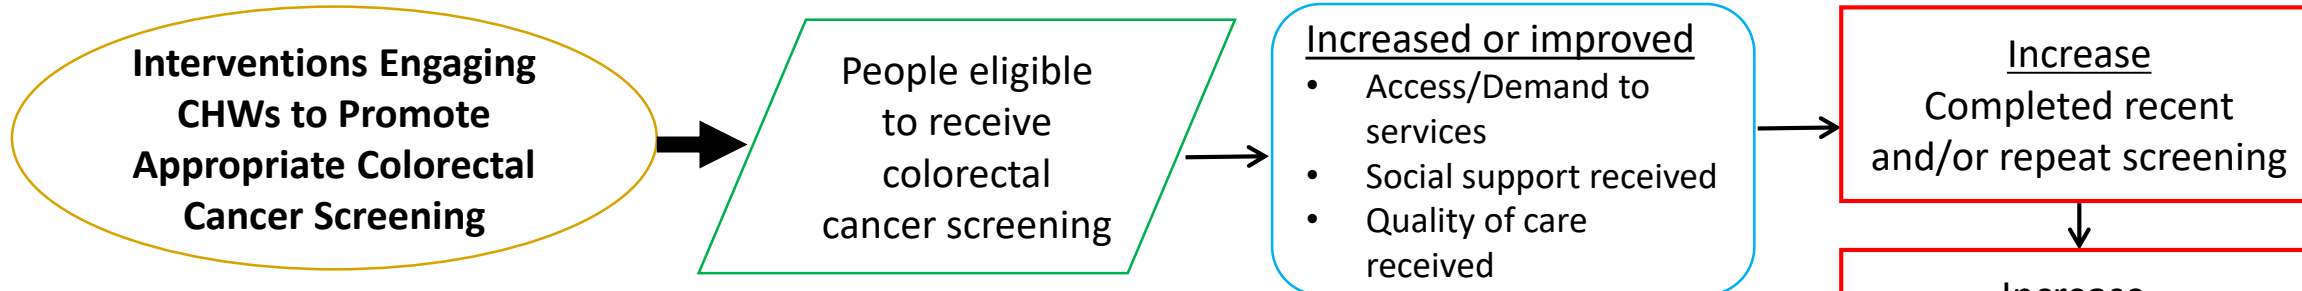 Interventions Engaging
CHWs to Promote
Appropriate Colorectal
Cancer Screening
People eligible
to receive
colorectal
cancer screening
Increased or improved
• Access/Demand to
services
• Social support received
• Quality of care
received
Increase
Completed recent
and/or repeat screening
Increase